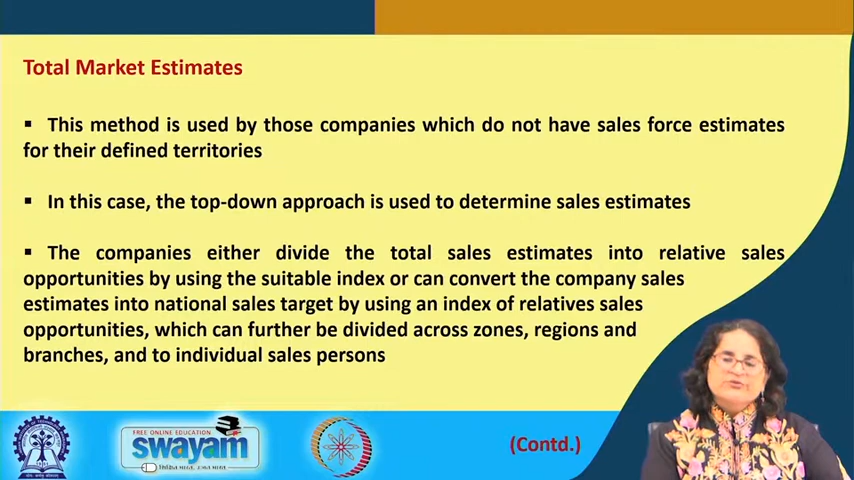 Total Market Estimates
▪ This method is used by those companies which do not have sales force estimates
for their defined territories
▪ In this case, the top-down approach is used to determine sales estimates
▪ The companies either divide the total sales estimates into relative sales
opportunities by using the suitable index or can convert the company sales
estimates into national sales target by using an index of relatives sales
opportunities, which can further be divided across zones, regions and
branches, and to individual sales persons
FREE ONLINE EDUCATION
swayam
(Contd.)